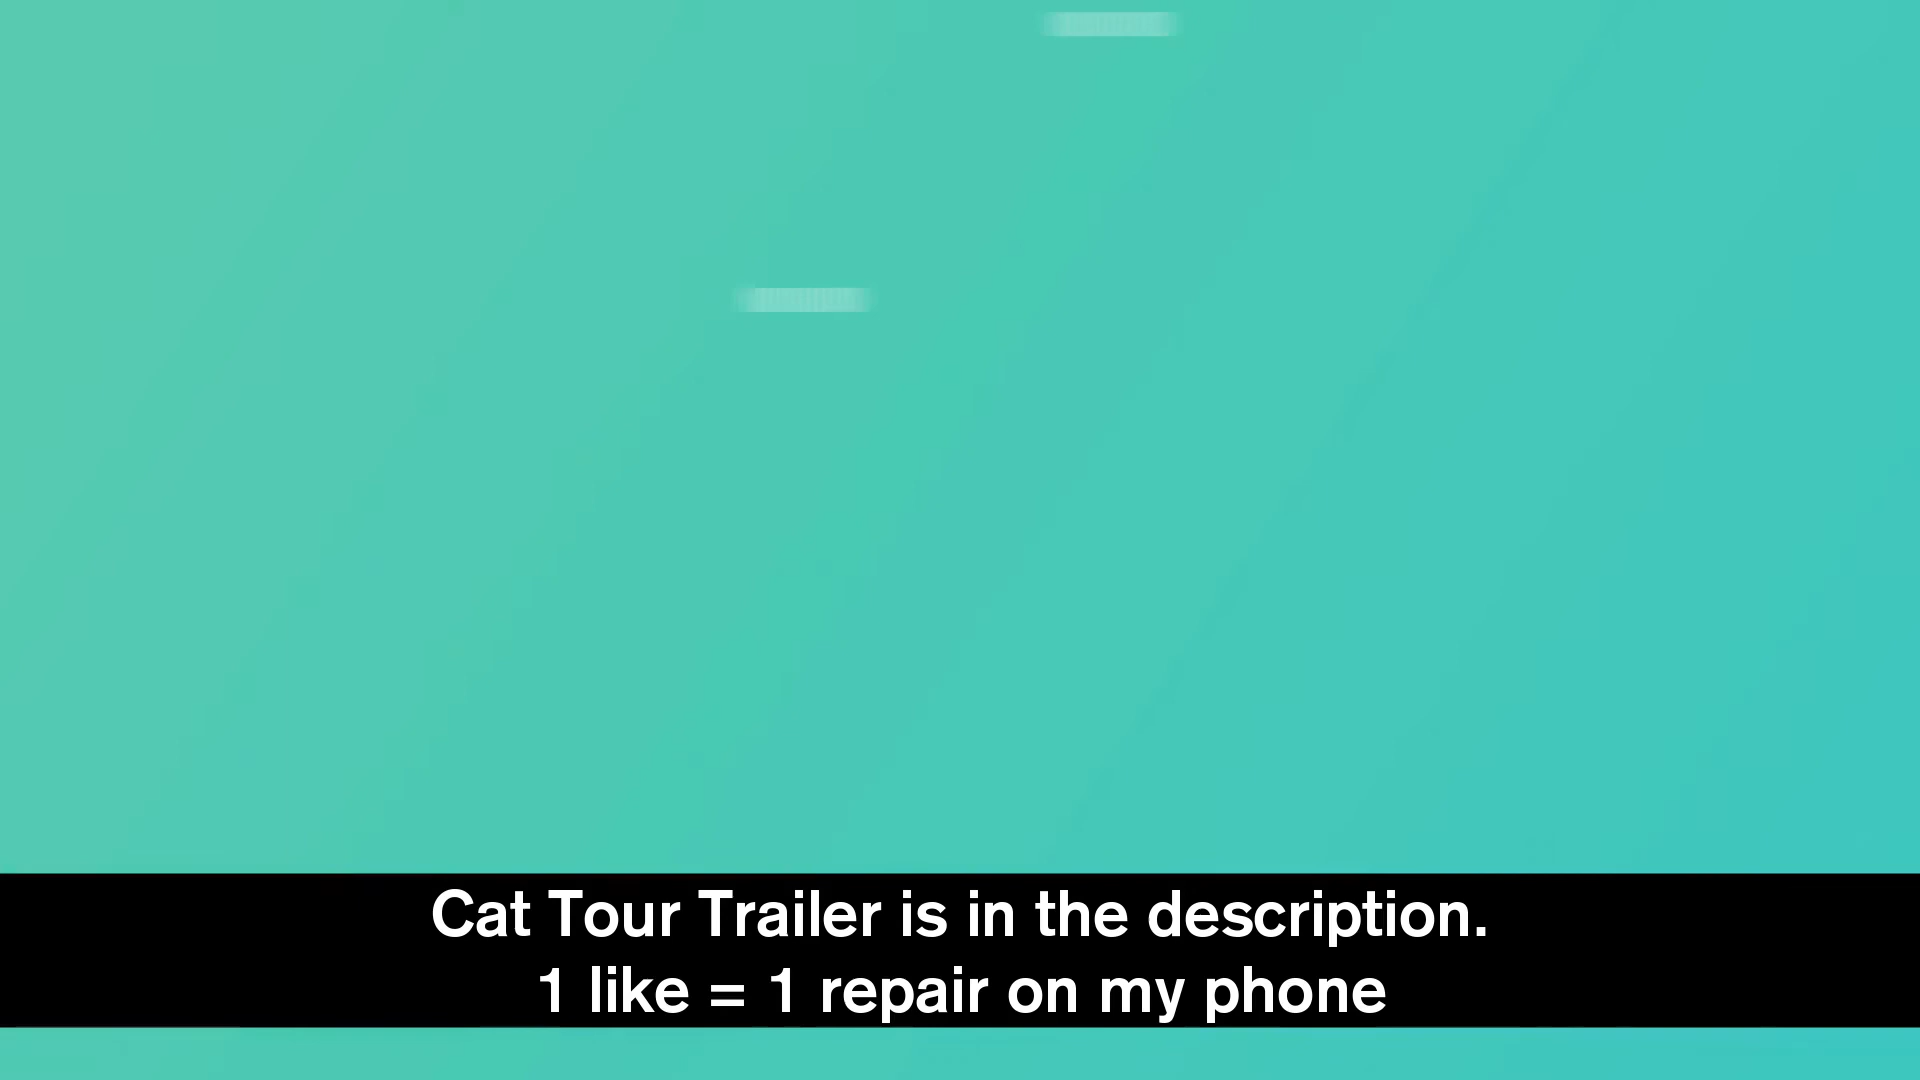 Cat Tour Trailer is in the description.
1 like = 1 repair on my phone